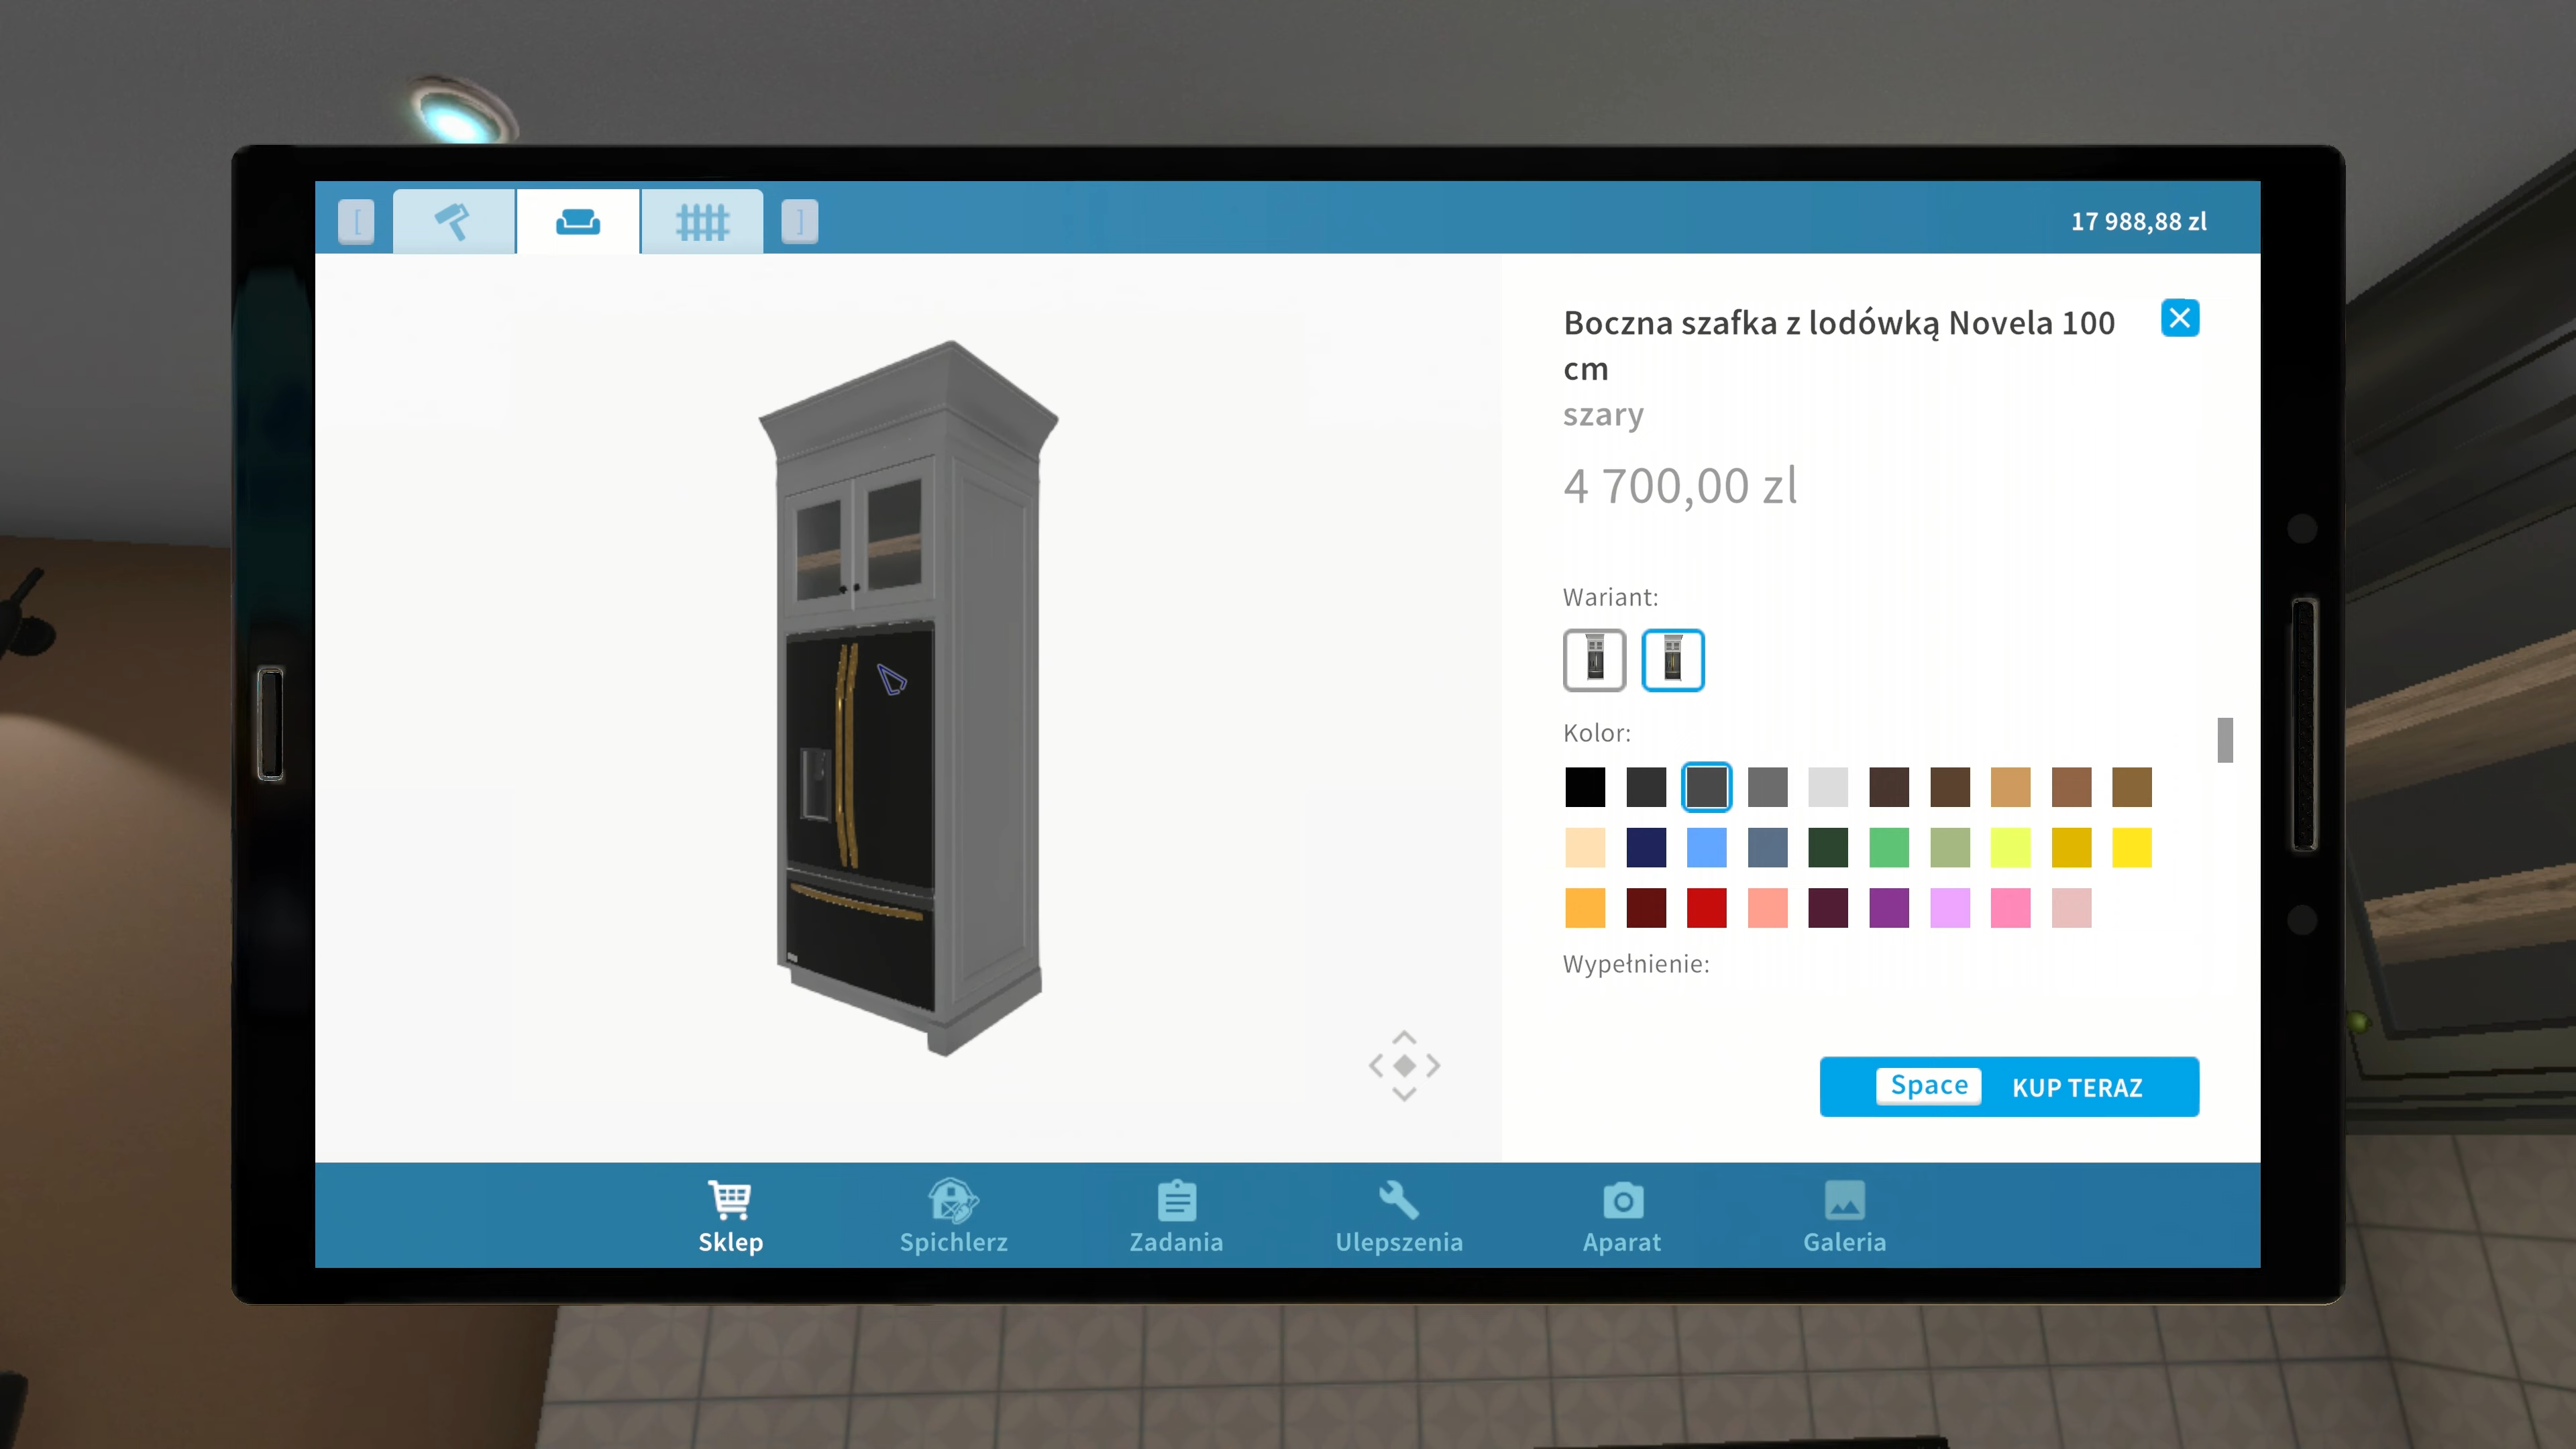 [
]
17 988,88 zl
Boczna szafka z lodówką Novela 100
cm
szary
4 700,00 zl
Wariant:
Kolor:
Wypełnienie:
Space KUP TERAZ
Sklep
Spichlerz
Zadania
Ulepszenia
Aparat
Galeria